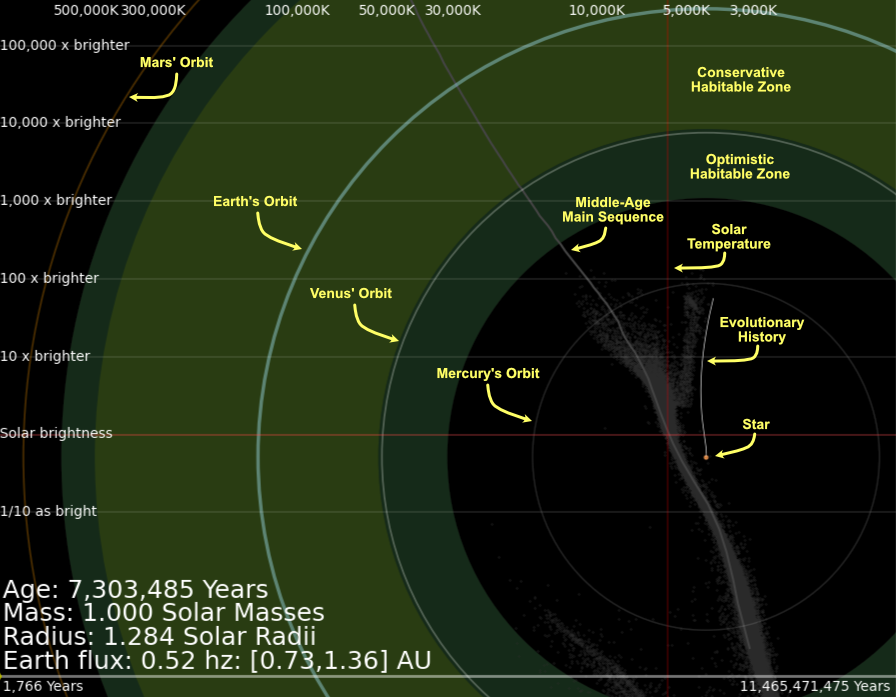 500,000K 300,000K 100,000K 50,000K 30,000K 10,000K 5,000K 3,000K
100,000 x brighter
Mars' Orbit
Conservative
Habitable Zone
10,000 x brighter
Optimistic
Habitable Zone
1,000 x brighter
Earth's Orbit
Middle-Age
Main Sequence
Solar
Temperature
100 x brighter
Venus' Orbit
Evolutionary
History
10 x brighter
Mercury's Orbit
Star
Solar brightness
1/10 as bright
Age: 7,303,485 Years
Mass: 1.000 Solar Masses
Radius: 1.284 Solar Radii
Earth flux: 0.52 hz: [0.73,1.36] AU
1,766 Years 11,465,471,475 Years